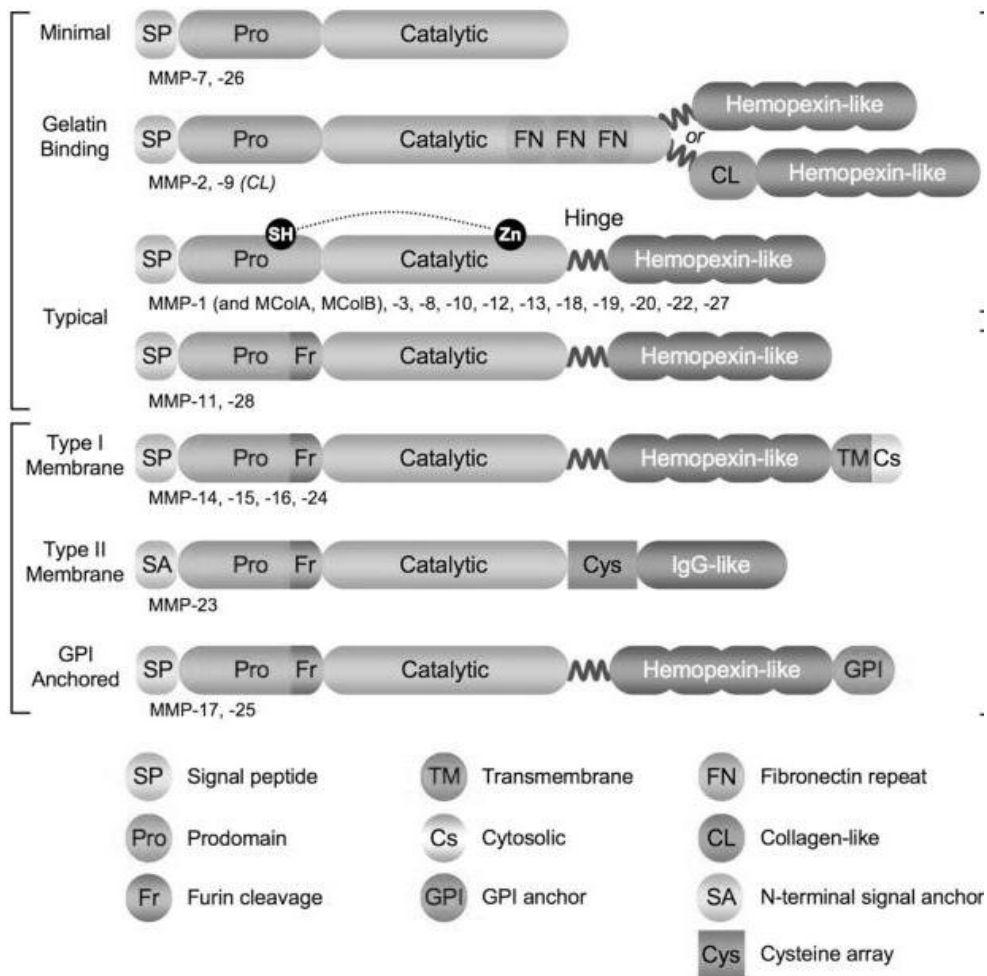 Minimal
SP Pro Catalytic
MMP-7, -26
Gelatin
Binding
SP Pro Catalytic FN FN FN
Hemopexin-like
or
CL Hemopexin-like
MMP-2, -9 (CL)
Typical
SH Zn Hinge
SP Pro Catalytic Hemopexin-like
MMP-1 (and MColA, MColB), -3, -8, -10, -12, -13, -18, -19, -20, -22, -27
SP Pro Fr Catalytic Hemopexin-like
MMP-11, -28
Type I
Membrane
SP Pro Fr Catalytic Hemopexin-like TM Cs
MMP-14, -15, -16, -24
Type II
Membrane
SA Pro Fr Catalytic Cys IgG-like
MMP-23
GPI
Anchored
SP Pro Fr Catalytic Hemopexin-like GPI
MMP-17, -25
SP Signal peptide
TM Transmembrane
FN Fibronectin repeat
Pro Prodomain
Cs Cytosolic
CL Collagen-like
Fr Furin cleavage
GPI GPI anchor
SA N-terminal signal anchor
Cys Cysteine array